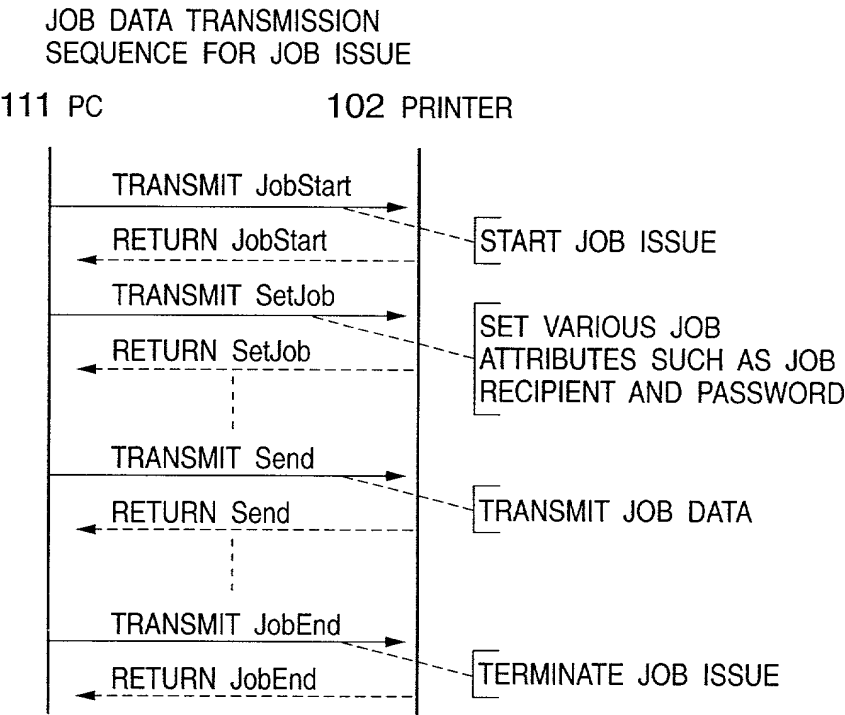 JOB DATA TRANSMISSION
SEQUENCE FOR JOB ISSUE
111 PC
102 PRINTER
TRANSMIT JobStart
RETURN JobStart
START JOB ISSUE
TRANSMIT SetJob
RETURN SetJob
SET VARIOUS JOB
ATTRIBUTES SUCH AS JOB
RECIPIENT AND PASSWORD
TRANSMIT Send
RETURN Send
TRANSMIT JOB DATA
TRANSMIT JobEnd
RETURN JobEnd
TERMINATE JOB ISSUE